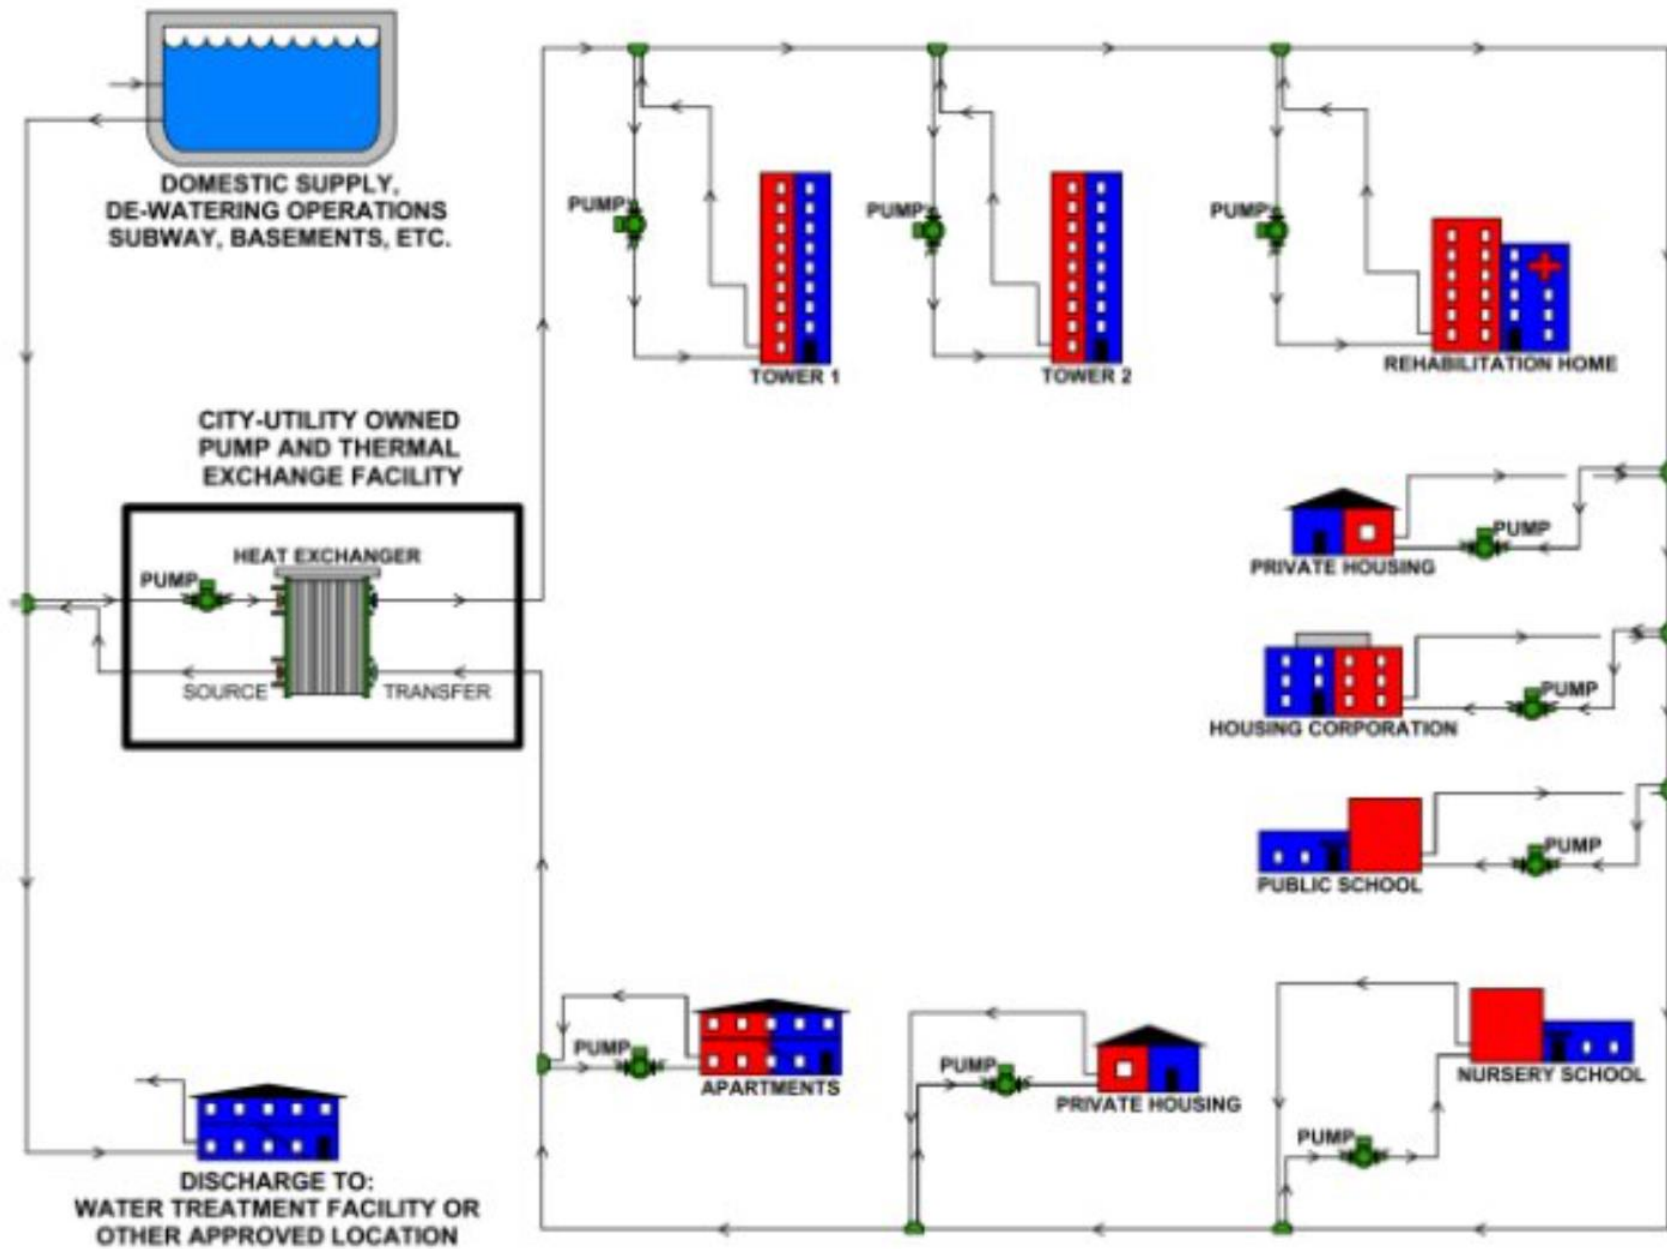 DOMESTIC SUPPLY,
DE-WATERING OPERATIONS
SUBWAY, BASEMENTS, ETC.
PUMP
TOWER 1
PUMP
TOWER 2
PUMP
REHABILITATION HOME
CITY-UTILITY OWNED
PUMP AND THERMAL
EXCHANGE FACILITY
HEAT EXCHANGER
PUMP
SOURCE
TRANSFER
PUMP
PRIVATE HOUSING
PUMP
HOUSING CORPORATION
PUMP
PUBLIC SCHOOL
PUMP
APARTMENTS
PUMP
PRIVATE HOUSING
PUMP
NURSERY SCHOOL
DISCHARGE TO:
WATER TREATMENT FACILITY OR
OTHER APPROVED LOCATION